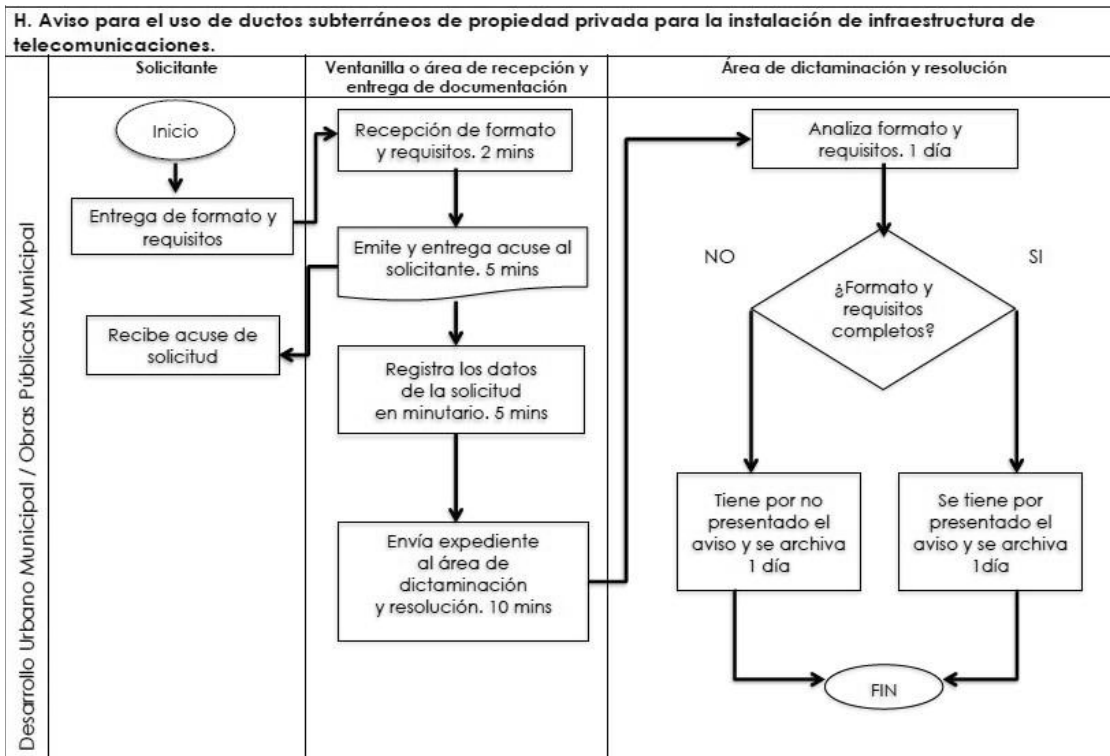 H. Aviso para el uso de ductos subterráneos de propiedad privada para la instalación de infraestructura de
telecomunicaciones.
Desarrollo Urbano Municipal / Obras Públicas Municipal
Solicitante
Inicio
Entrega de formato y
requisitos
Recibe acuse de
solicitud
Ventanilla o área de recepción y
entrega de documentación
Recepción de formato
y requisitos. 2 mins
Emite y entrega acuse al
solicitante. 5 mins
Registra los datos
de la solicitud
en minutario. 5 mins
Envía expediente
al área de
dictaminación
y resolución. 10 mins
Área de dictaminación y resolución
Analiza formato y
requisitos. 1 día
NO
SI
¿Formato y
requisitos
completos?
Tiene por no
presentado el
aviso y se archiva
1 día
Se tiene por
presentado el
aviso y se archiva
1día
FIN